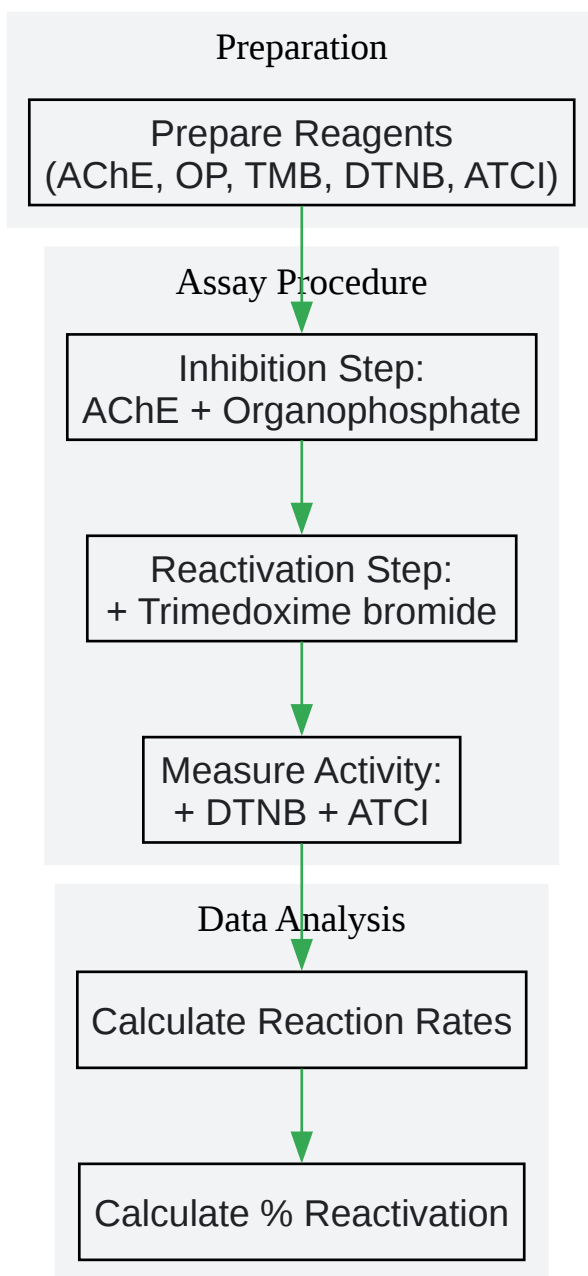 Preparation
Prepare Reagents
(AChE, OP, TMB, DTNB, ATCI)
Assay Procedure
Inhibition Step:
AChE + Organophosphate
Reactivation Step:
+ Trimedoxime bromide
Measure Activity:
+ DTNB + ATCI
Data Analysis
Calculate Reaction Rates
Calculate % Reactivation